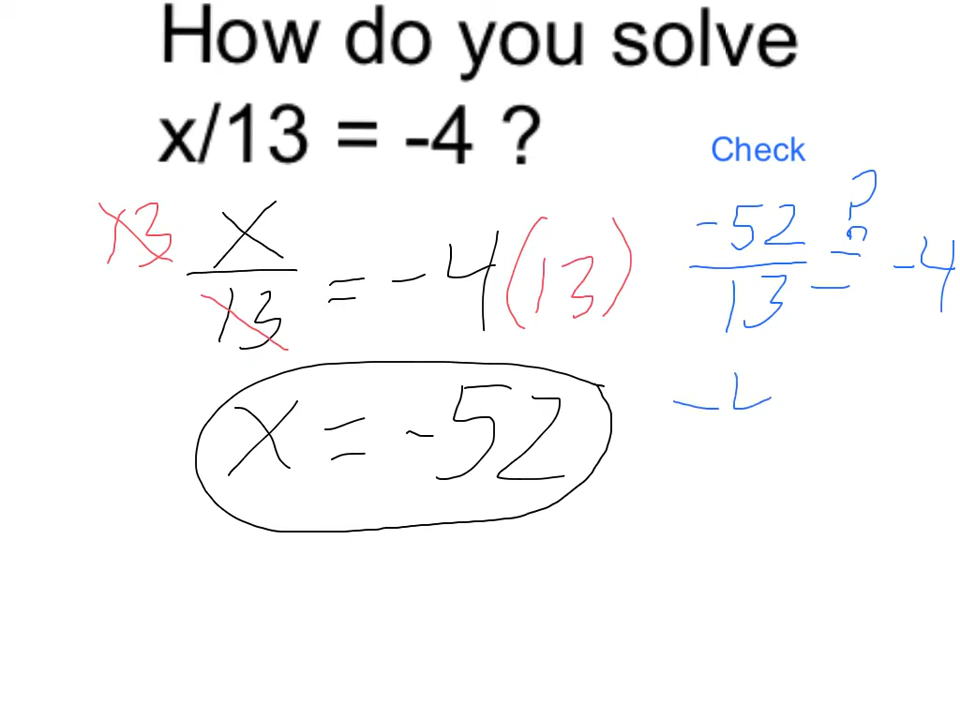 How do you solve
x/13 = -4 ?
Check
13 x/13 = -4(13)
x = -52
-52/13 ?= -4